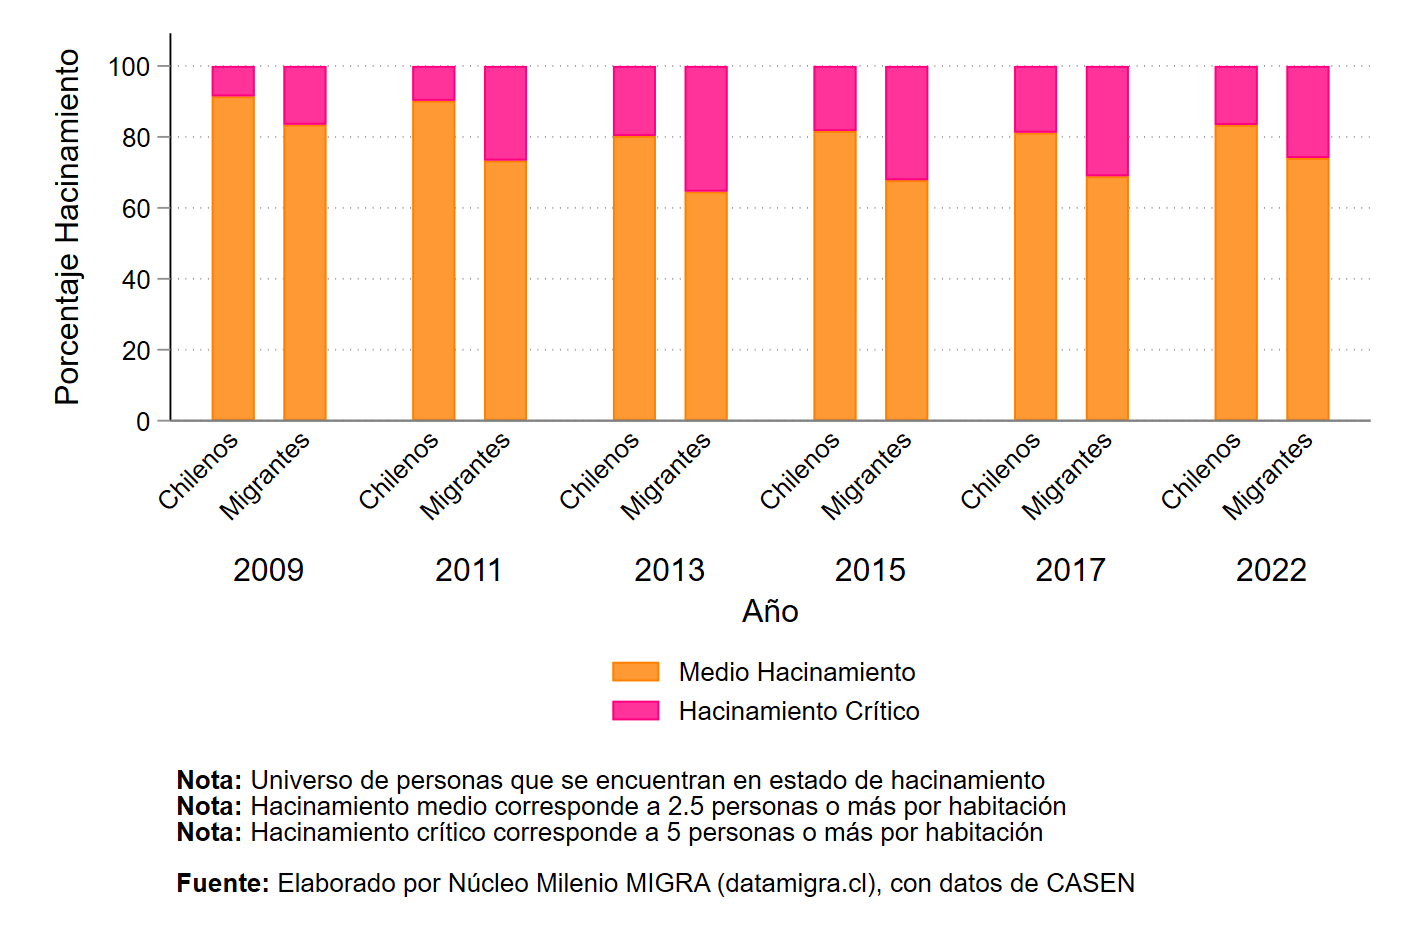 Porcentaje Hacinamiento
100
80
60
40
20
0
Chilenos Migrantes Chilenos Migrantes Chilenos Migrantes Chilenos Migrantes Chilenos Migrantes Chilenos Migrantes
2009 2011 2013 2015 2017 2022
Año
Medio Hacinamiento
Hacinamiento Crítico
Nota: Universo de personas que se encuentran en estado de hacinamiento
Nota: Hacinamiento medio corresponde a 2.5 personas o más por habitación
Nota: Hacinamiento crítico corresponde a 5 personas o más por habitación
Fuente: Elaborado por Núcleo Milenio MIGRA (datamigra.cl), con datos de CASEN